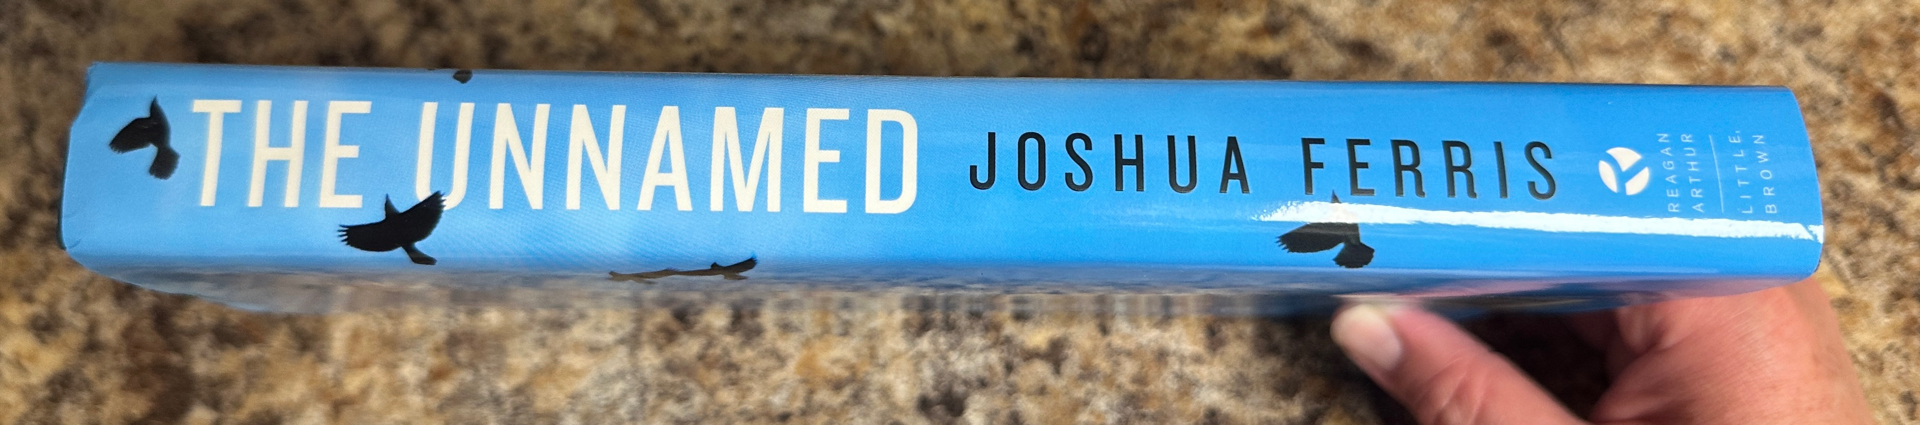 THE UNNAMED JOSHUA FERRIS
REAGAN
ARTHUR
LITTLE,
BROWN